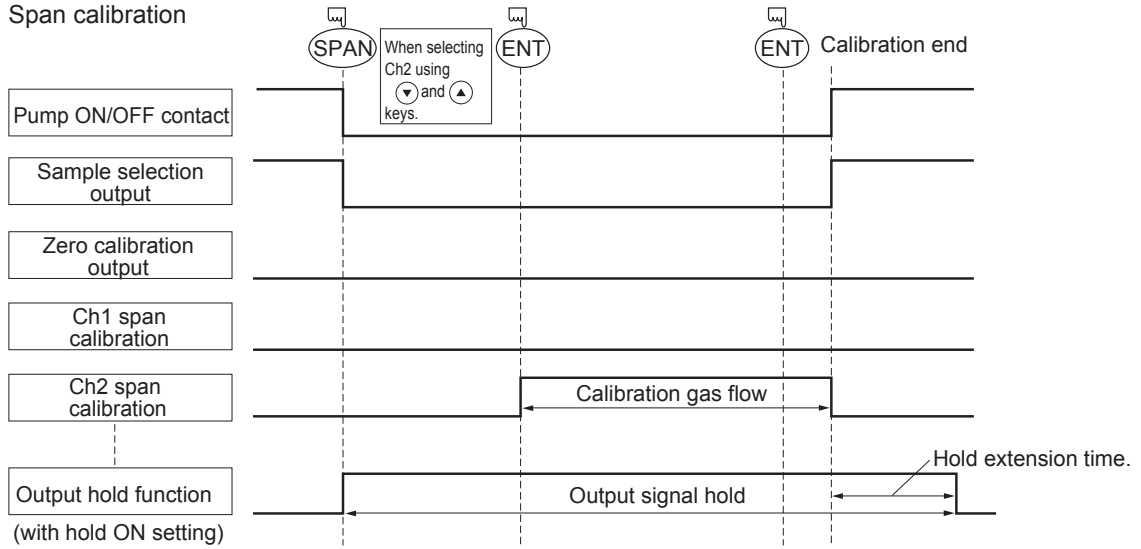 Span calibration
SPAN
When selecting
Ch2 using
▼ and ▲
keys.
ENT
ENT
Calibration end
Pump ON/OFF contact
Sample selection
output
Zero calibration
output
Ch1 span
calibration
Ch2 span
calibration
Calibration gas flow
Hold extension time.
Output hold function
Output signal hold
(with hold ON setting)